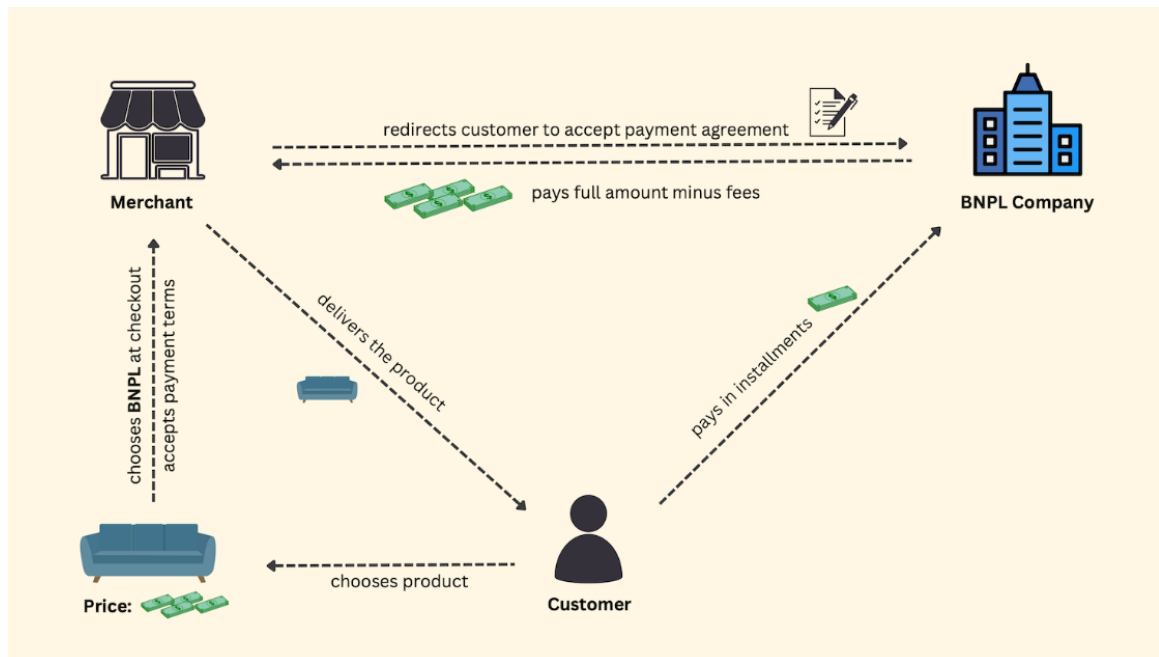 redirects customer to accept payment agreement
pays full amount minus fees
Merchant
BNPL Company
chooses BNPL at checkout
accepts payment terms
delivers the product
pays in installments
chooses product
Price:
Customer